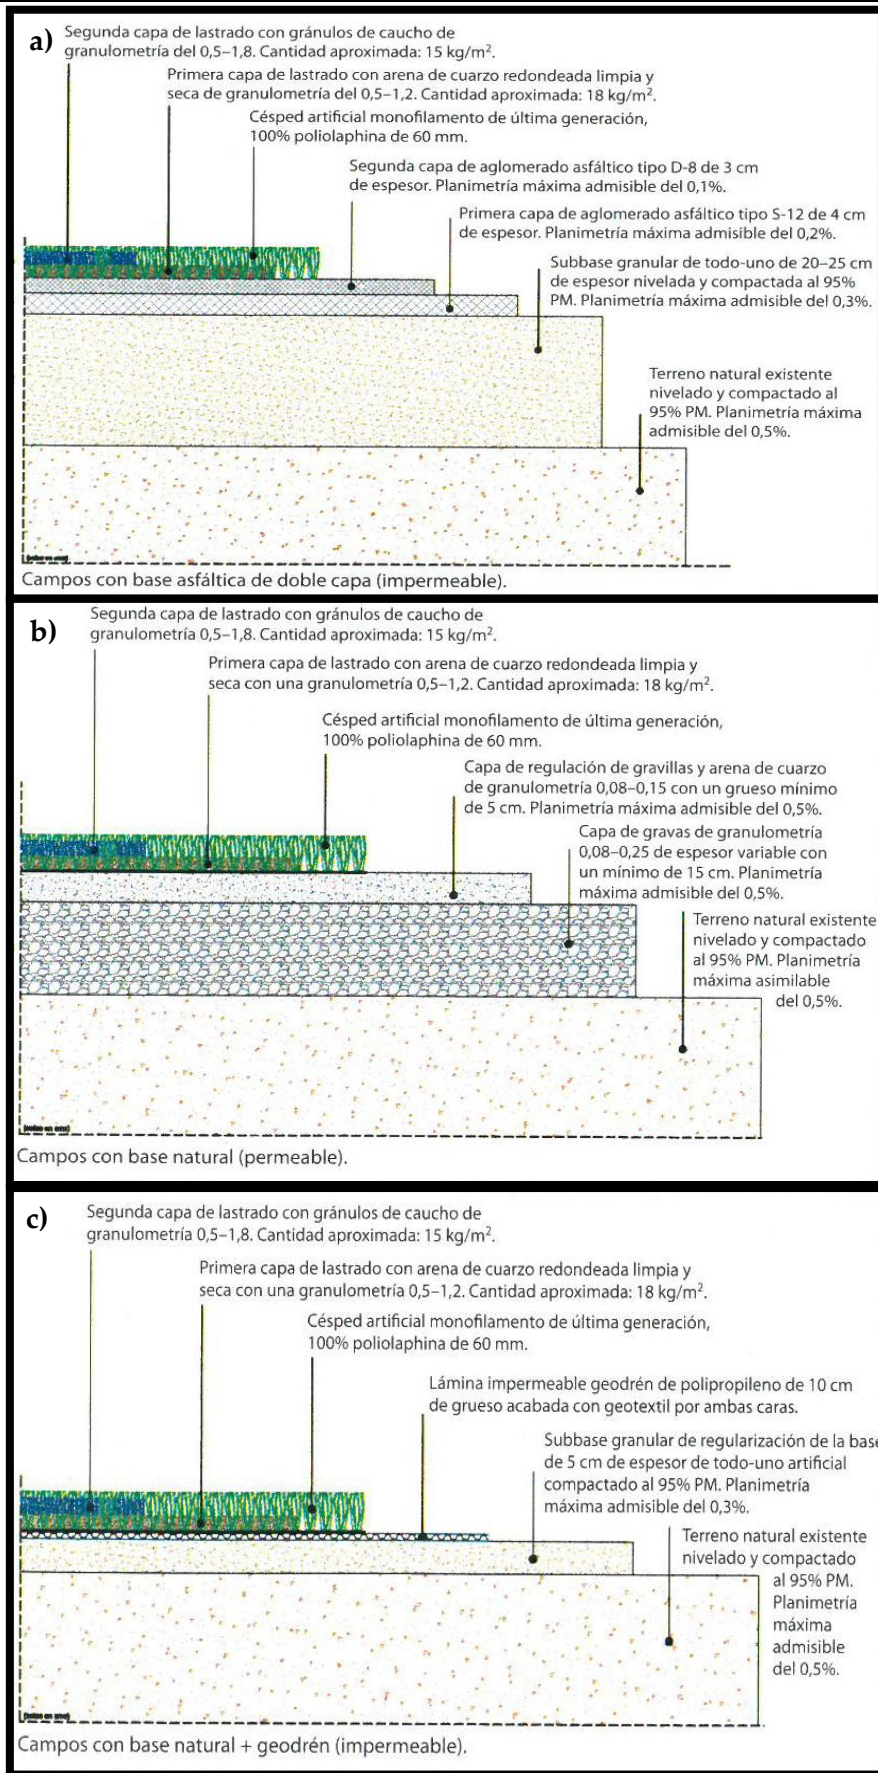 a)
Segunda capa de lastrado con gránulos de caucho de
granulometría del 0,5–1,8. Cantidad aproximada: 15 kg/m².
Primera capa de lastrado con arena de cuarzo redondeada limpia y
seca de granulometría del 0,5–1,2. Cantidad aproximada: 18 kg/m².
Césped artificial monofilamento de última generación,
100% poliolaphina de 60 mm.
Segunda capa de aglomerado asfáltico tipo D-8 de 3 cm
de espesor. Planimetría máxima admisible del 0,1%.
Primera capa de aglomerado asfáltico tipo S-12 de 4 cm
de espesor. Planimetría máxima admisible del 0,2%.
Subbase granular de todo-uno de 20–25 cm
de espesor nivelada y compactada al 95%
PM. Planimetría máxima admisible del 0,3%.
Terreno natural existente
nivelado y compactado al
95% PM. Planimetría máxima
admisible del 0,5%.
Campos con base asfáltica de doble capa (impermeable).
b)
Segunda capa de lastrado con gránulos de caucho de
granulometría 0,5–1,8. Cantidad aproximada: 15 kg/m².
Primera capa de lastrado con arena de cuarzo redondeada limpia y
seca con una granulometría 0,5–1,2. Cantidad aproximada: 18 kg/m².
Césped artificial monofilamento de última generación,
100% poliolaphina de 60 mm.
Capa de regulación de gravillas y arena de cuarzo
de granulometría 0,08–0,15 con un grueso mínimo
de 5 cm. Planimetría máxima admisible del 0,5%.
Capa de gravas de granulometría
0,08–0,25 de espesor variable con
un mínimo de 15 cm. Planimetría
máxima admisible del 0,5%.
Terreno natural existente
nivelado y compactado
al 95% PM. Planimetría
máxima asimilable
del 0,5%.
Campos con base natural (permeable).
c)
Segunda capa de lastrado con gránulos de caucho de
granulometría 0,5–1,8. Cantidad aproximada: 15 kg/m².
Primera capa de lastrado con arena de cuarzo redondeada limpia y
seca con una granulometría 0,5–1,2. Cantidad aproximada: 18 kg/m².
Césped artificial monofilamento de última generación,
100% poliolaphina de 60 mm.
Lámina impermeable geodrén de polipropileno de 10 cm
de grueso acabada con geotextil por ambas caras.
Subbase granular de regularización de la base
de 5 cm de espesor de todo-uno artificial
compactado al 95% PM. Planimetría
máxima admisible del 0,3%.
Terreno natural existente
nivelado y compactado
al 95% PM.
Planimetría
máxima
admisible
del 0,5%.
Campos con base natural + geodrén (impermeable).